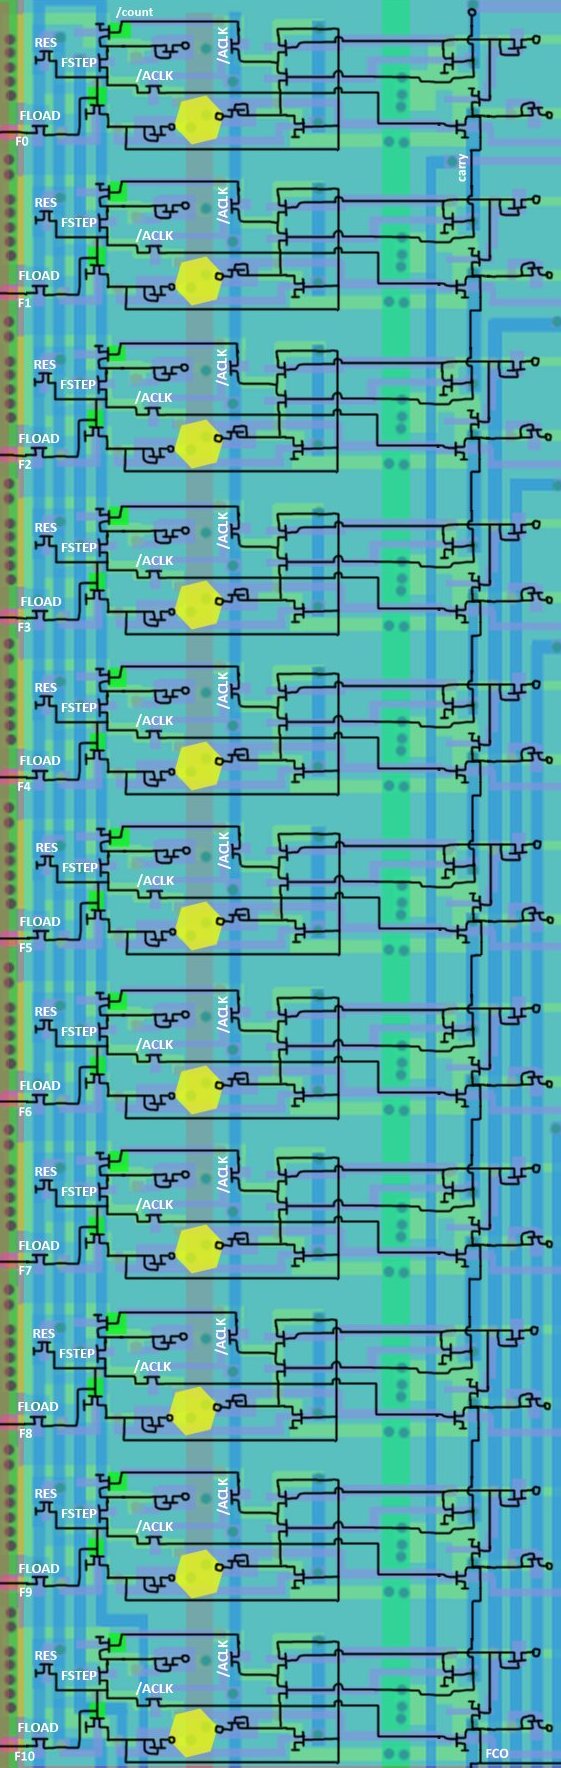 /count
RES
/ACLK
FSTEP
/ACLK
FLOAD
F0
carry
RES
/ACLK
FSTEP
/ACLK
FLOAD
F1
RES
/ACLK
FSTEP
/ACLK
FLOAD
F2
RES
/ACLK
FSTEP
/ACLK
FLOAD
F3
RES
/ACLK
FSTEP
/ACLK
FLOAD
F4
RES
/ACLK
FSTEP
/ACLK
FLOAD
F5
RES
/ACLK
FSTEP
/ACLK
FLOAD
F6
RES
/ACLK
FSTEP
/ACLK
FLOAD
F7
RES
/ACLK
FSTEP
/ACLK
FLOAD
F8
RES
/ACLK
FSTEP
/ACLK
FLOAD
F9
RES
/ACLK
FSTEP
/ACLK
FLOAD
F10
FCO